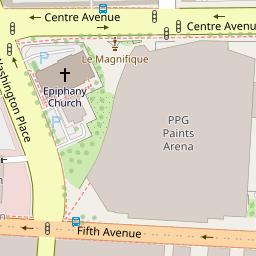 Centre Avenue
Centre Avenue
Le Magnifique
P
Epiphany
Church
P
Washington Place
PPG
Paints
Arena
Fifth Avenue